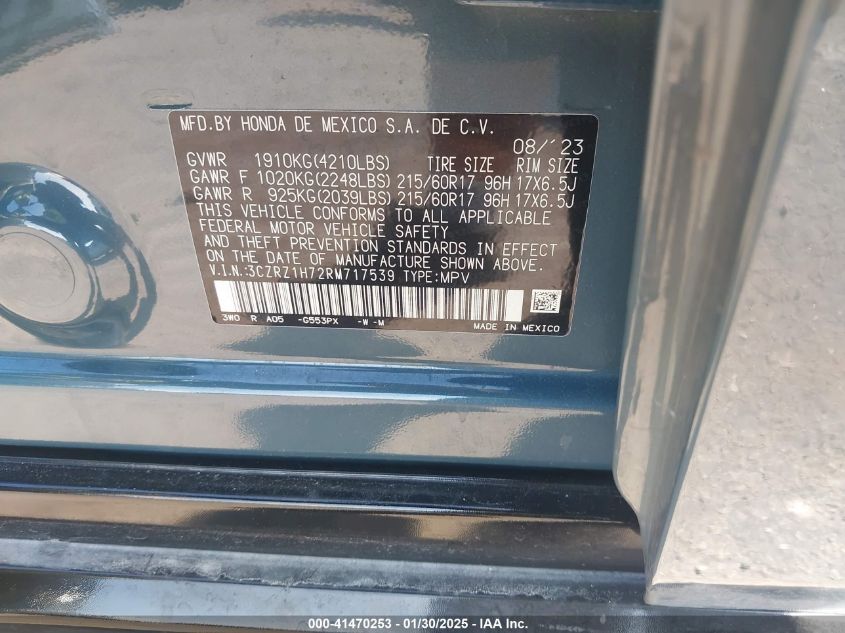 MFD.BY HONDA DE MEXICO S.A. DE C.V.
08/´23
GVWR 1910KG(4210LBS) TIRE SIZE RIM SIZE
GAWR F 1020KG(2248LBS) 215/60R17 96H 17X6.5J
GAWR R 925KG(2039LBS) 215/60R17 96H 17X6.5J
THIS VEHICLE CONFORMS TO ALL APPLICABLE
FEDERAL MOTOR VEHICLE SAFETY
AND THEFT PREVENTION STANDARDS IN EFFECT
ON THE DATE OF MANUFACTURE SHOWN ABOVE.
V.I.N.:3CZRZ1H72RM717539 TYPE:MPV
3W0 R A05 -G553PX -W-M
MADE IN MEXICO
000-41470253 - 01/30/2025 - IAA Inc.